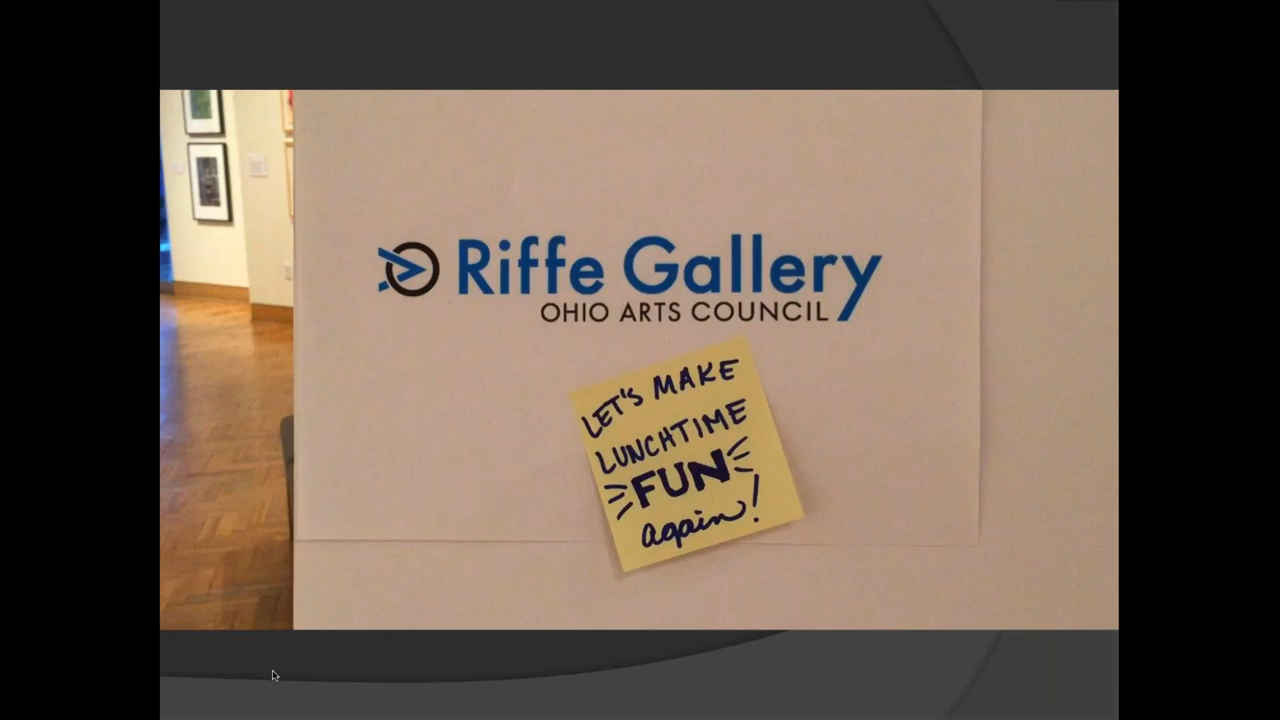 Riffe Gallery
OHIO ARTS COUNCIL
LET'S MAKE
LUNCHTIME
FUN
again!